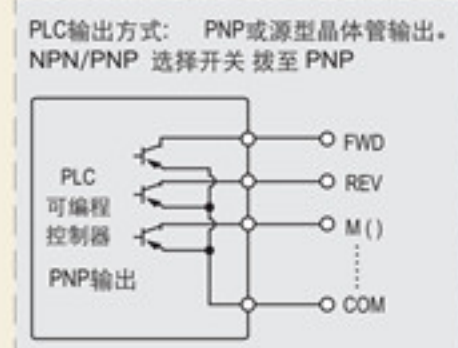 PLC输出方式: PNP或源型晶体管输出。
NPN/PNP 选择开关 拨至 PNP
PLC
可编程
控制器
PNP输出
FWD
REV
M()
COM